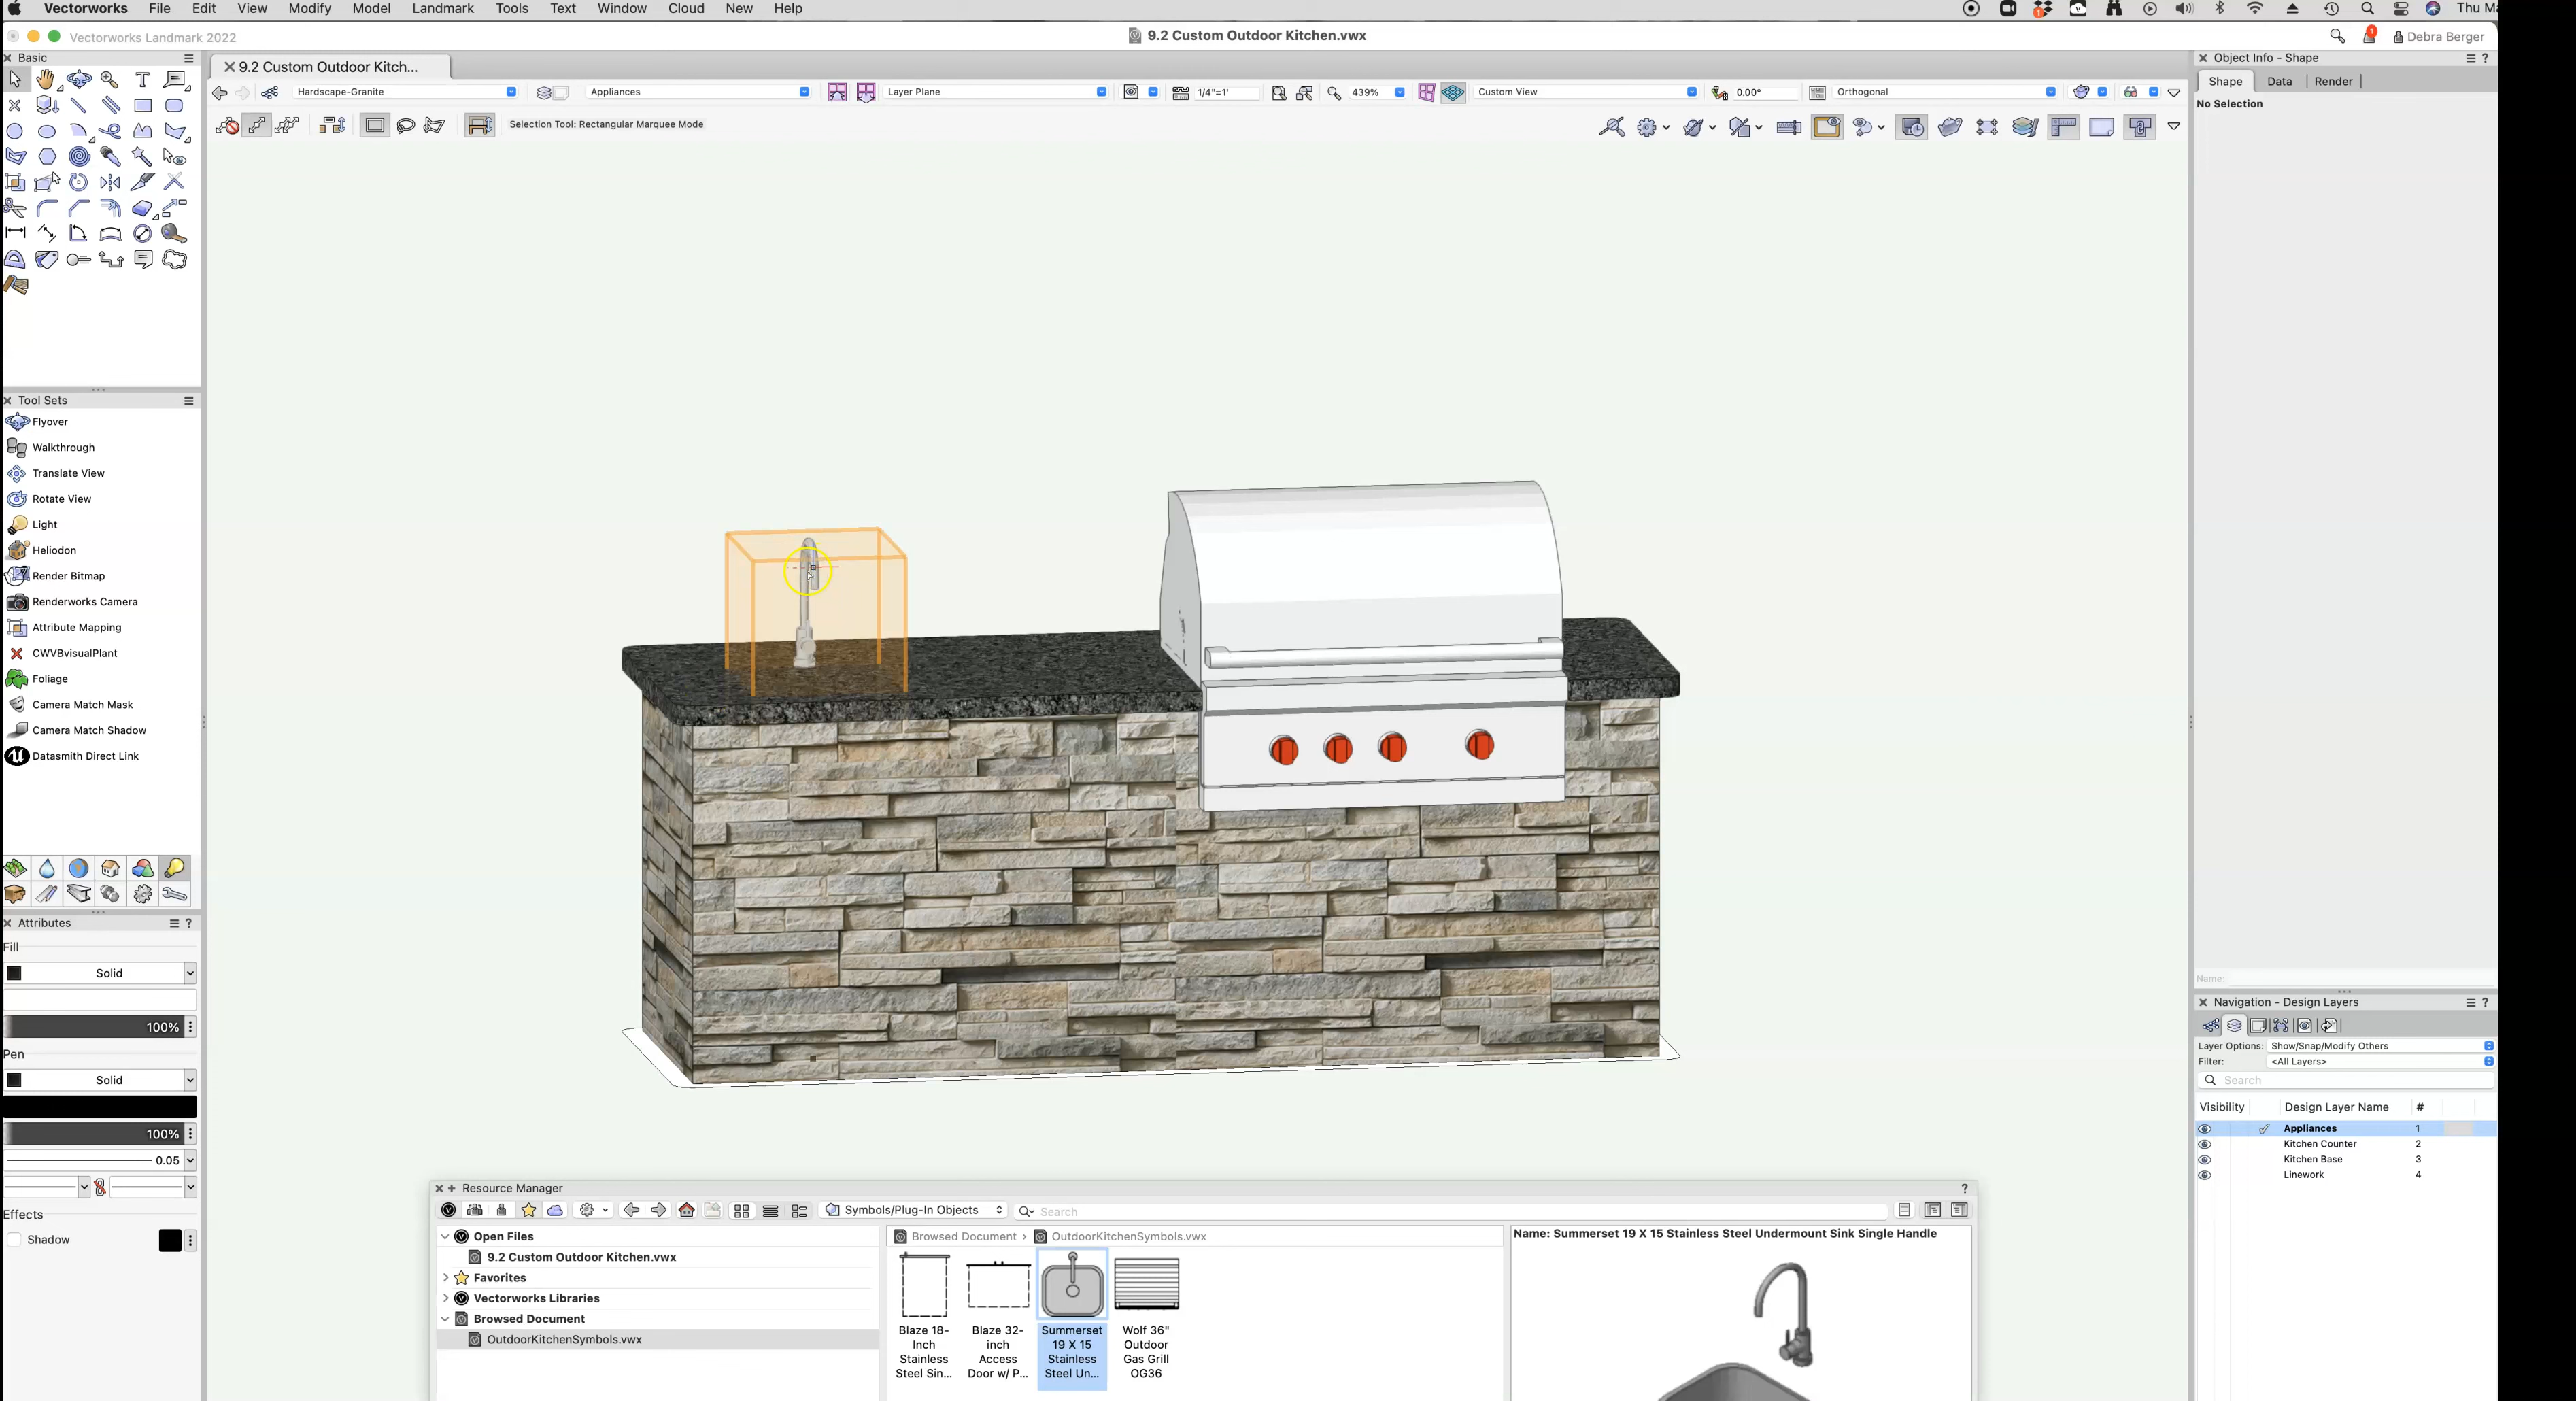 Vectorworks File Edit View Modify Model Landmark Tools Text Window Cloud New Help Thu
Vectorworks Landmark 2022
9.2 Custom Outdoor Kitchen.vwx
1
Debra Berger
Basic
9.2 Custom Outdoor Kitch...
Hardscape-Granite
Appliances
Layer Plane
1/4"=1'
439%
Custom View
0.00°
Orthogonal
Selection Tool: Rectangular Marquee Mode
Object Info - Shape
?
Shape Data Render
No Selection
Tool Sets
Flyover
Walkthrough
Translate View
Rotate View
Light
Heliodon
Render Bitmap
Renderworks Camera
Attribute Mapping
CWVBvisualPlant
Foliage
Camera Match Mask
Camera Match Shadow
Datasmith Direct Link
Attributes
?
Fill
Solid
100%
Pen
Solid
100%
0.05
Effects
Shadow
Name:
Navigation - Design Layers
?
Layer Options: Show/Snap/Modify Others
Filter: <All Layers>
Search
Visibility Design Layer Name #
Appliances 1
Kitchen Counter 2
Kitchen Base 3
Linework 4
Resource Manager
?
Symbols/Plug-In Objects
Search
Open Files
9.2 Custom Outdoor Kitchen.vwx
Favorites
Vectorworks Libraries
Browsed Document
OutdoorKitchenSymbols.vwx
Browsed Document › OutdoorKitchenSymbols.vwx
Blaze 18-
Inch
Stainless
Steel Sin...
Blaze 32-
inch
Access
Door w/ P...
Summerset
19 X 15
Stainless
Steel Un...
Wolf 36"
Outdoor
Gas Grill
OG36
Name: Summerset 19 X 15 Stainless Steel Undermount Sink Single Handle